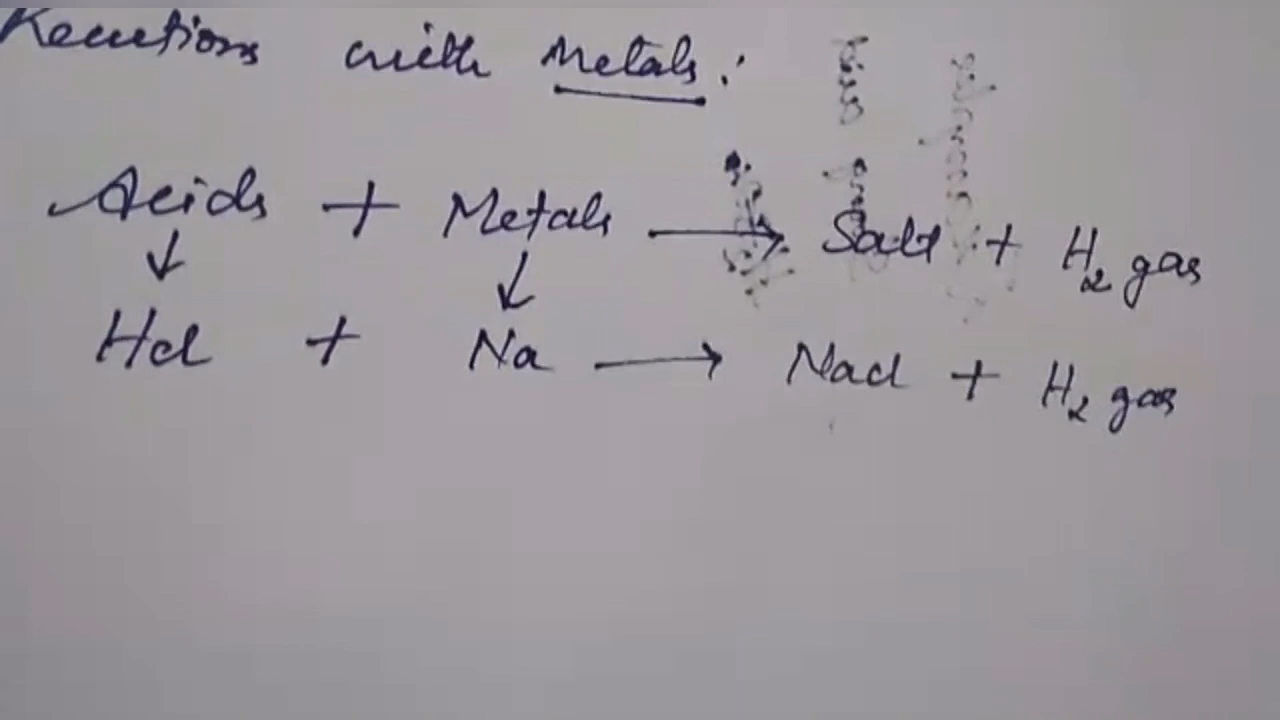 Reactions with Metals :
Acids + Metals → Salt + H₂ gas
↓ ↓
Hcl + Na → Nacl + H₂ gas